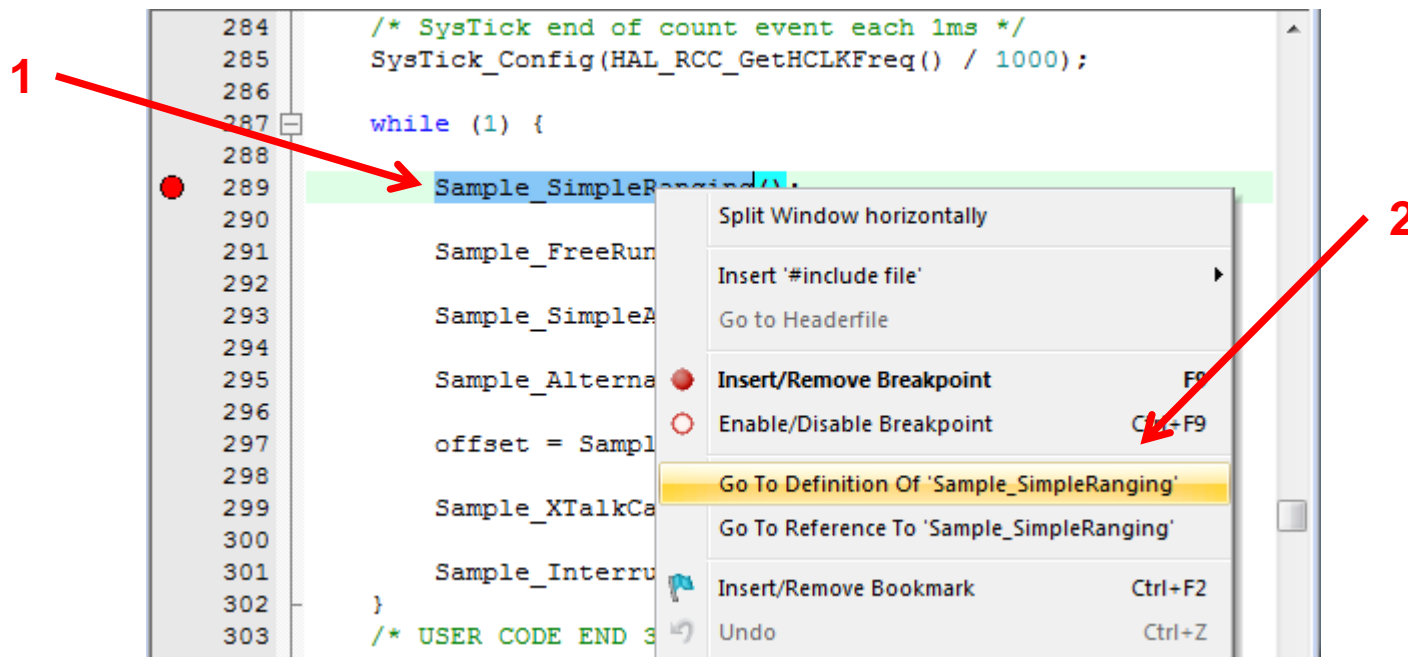 1
2
284 /* SysTick end of count event each 1ms */
285 SysTick_Config(HAL_RCC_GetHCLKFreq() / 1000);
286
287 while (1) {
288
289 Sample_SimpleRanging();
290
291 Sample_FreeRun
292
293 Sample_SimpleA
294
295 Sample_Alterna
296
297 offset = Sampl
298
299 Sample_XTalkCa
300
301 Sample_Interru
302 }
303 /* USER CODE END 3
Split Window horizontally
Insert '#include file'
Go to Headerfile
Insert/Remove Breakpoint F9
Enable/Disable Breakpoint Ctrl+F9
Go To Definition Of 'Sample_SimpleRanging'
Go To Reference To 'Sample_SimpleRanging'
Insert/Remove Bookmark Ctrl+F2
Undo Ctrl+Z